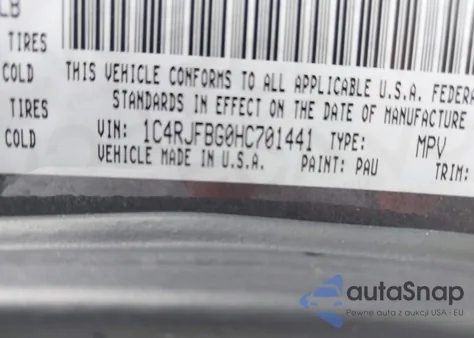 LB
TIRES
COLD THIS VEHICLE CONFORMS TO ALL APPLICABLE U.S.A. FEDERA
TIRES STANDARDS IN EFFECT ON THE DATE OF MANUFACTURE
COLD VIN: 1C4RJFBG0HC701441 TYPE: MPV
VEHICLE MADE IN U.S.A. PAINT: PAU TRIM:
autoSnap
Pewne auta z aukcji USA i EU